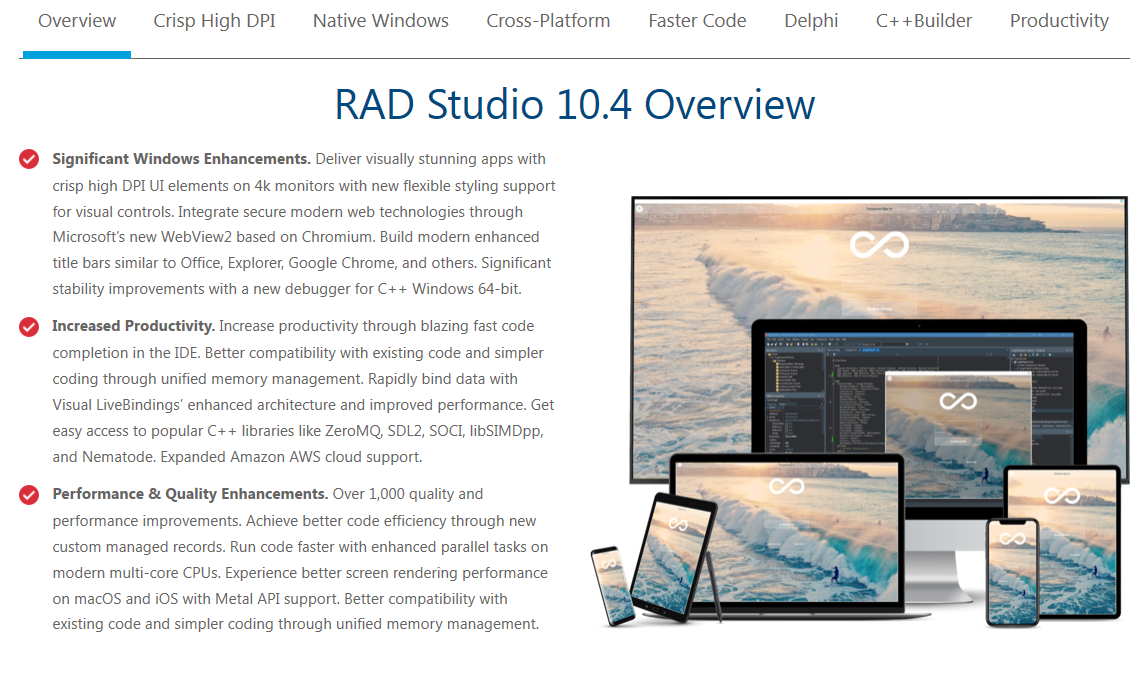 Overview Crisp High DPI Native Windows Cross-Platform Faster Code Delphi C++Builder Productivity
RAD Studio 10.4 Overview
Significant Windows Enhancements. Deliver visually stunning apps with
crisp high DPI UI elements on 4k monitors with new flexible styling support
for visual controls. Integrate secure modern web technologies through
Microsoft’s new WebView2 based on Chromium. Build modern enhanced
title bars similar to Office, Explorer, Google Chrome, and others. Significant
stability improvements with a new debugger for C++ Windows 64-bit.
Increased Productivity. Increase productivity through blazing fast code
completion in the IDE. Better compatibility with existing code and simpler
coding through unified memory management. Rapidly bind data with
Visual LiveBindings’ enhanced architecture and improved performance. Get
easy access to popular C++ libraries like ZeroMQ, SDL2, SOCI, libSIMDpp,
and Nematode. Expanded Amazon AWS cloud support.
Performance & Quality Enhancements. Over 1,000 quality and
performance improvements. Achieve better code efficiency through new
custom managed records. Run code faster with enhanced parallel tasks on
modern multi-core CPUs. Experience better screen rendering performance
on macOS and iOS with Metal API support. Better compatibility with
existing code and simpler coding through unified memory management.